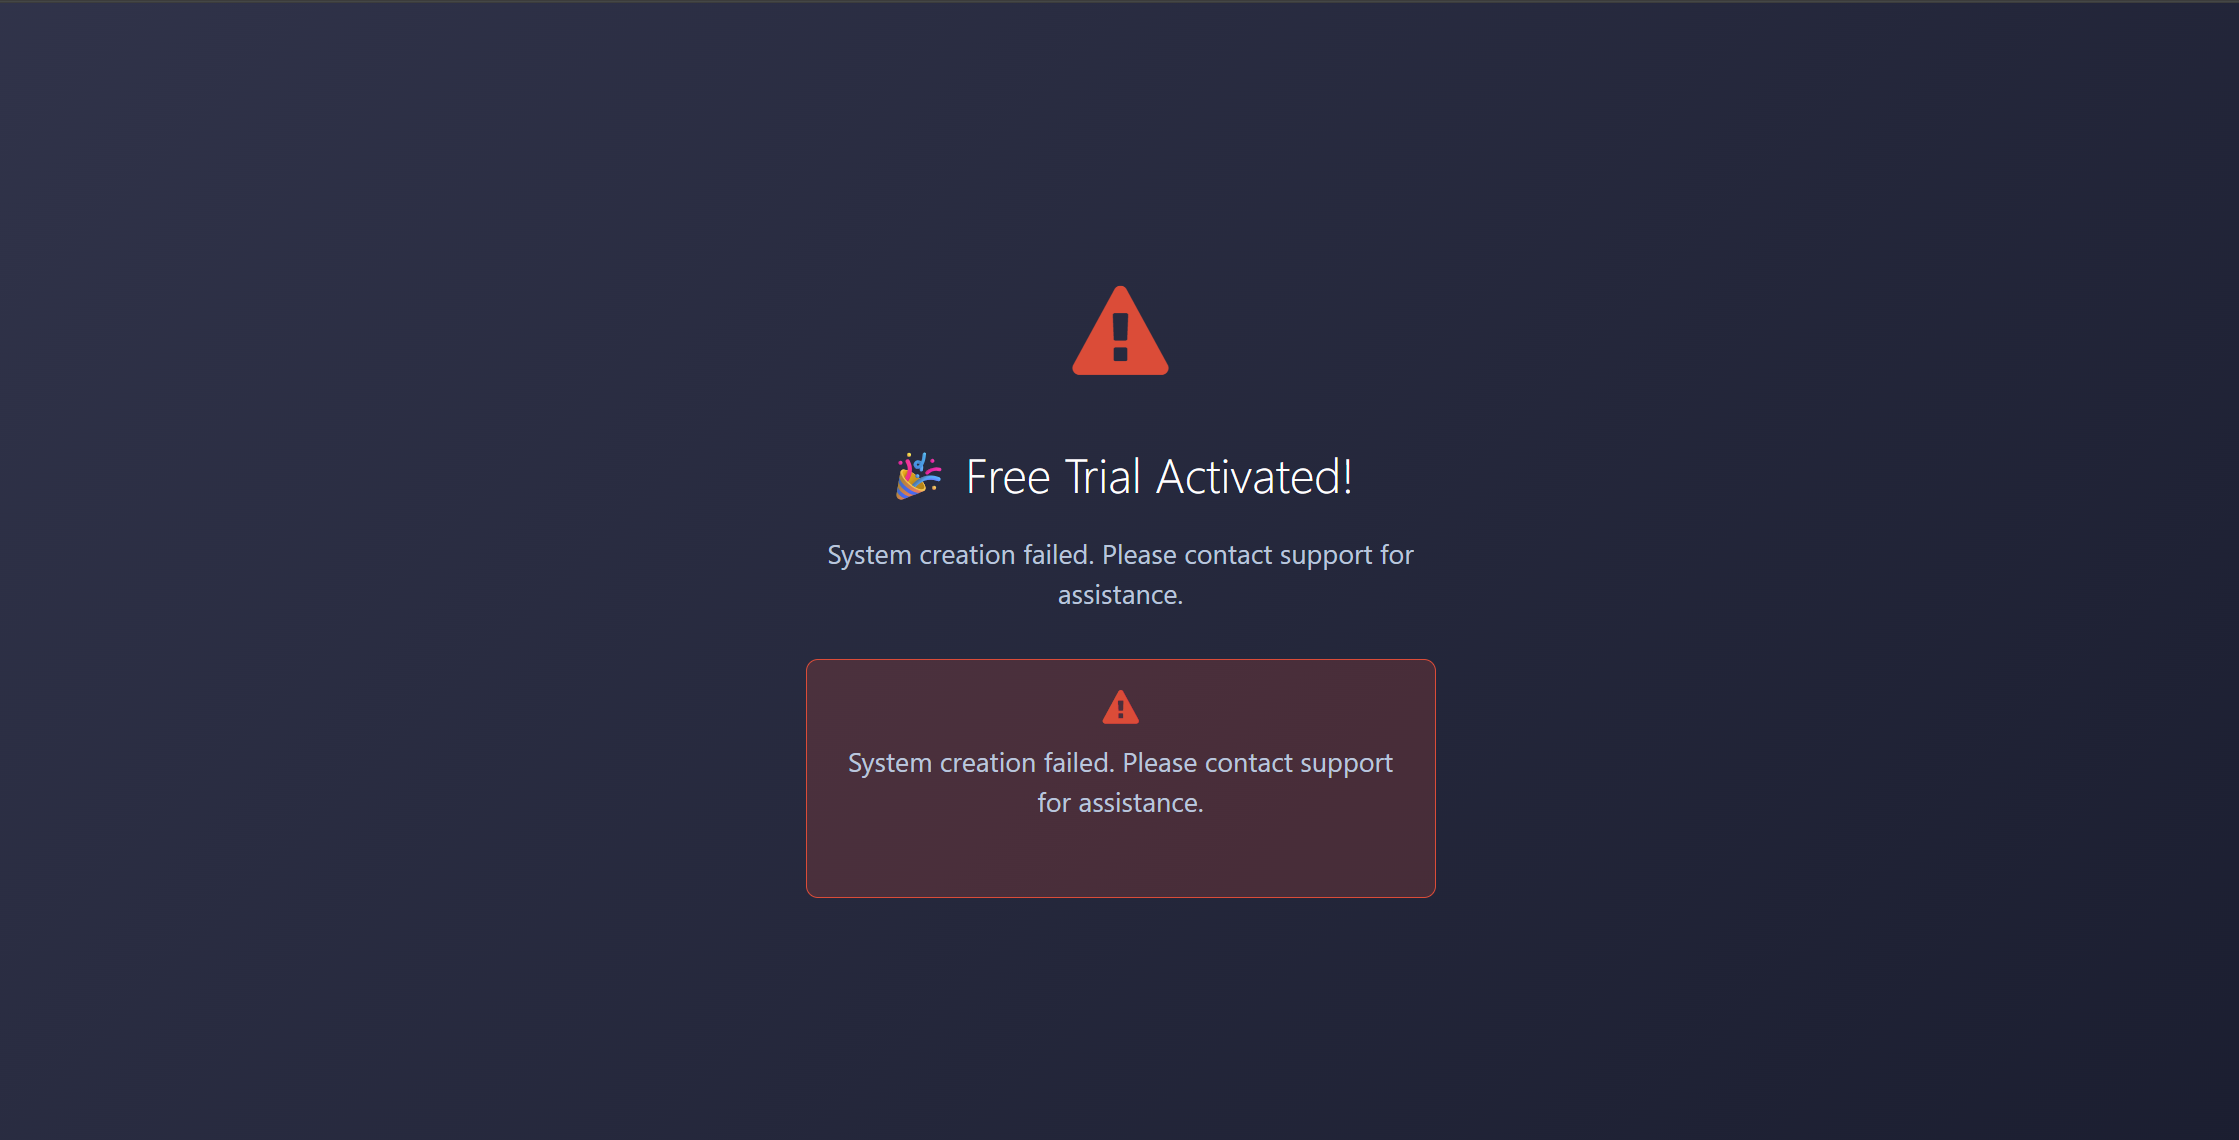 🎉 Free Trial Activated!
System creation failed. Please contact support for
assistance.
System creation failed. Please contact support
for assistance.